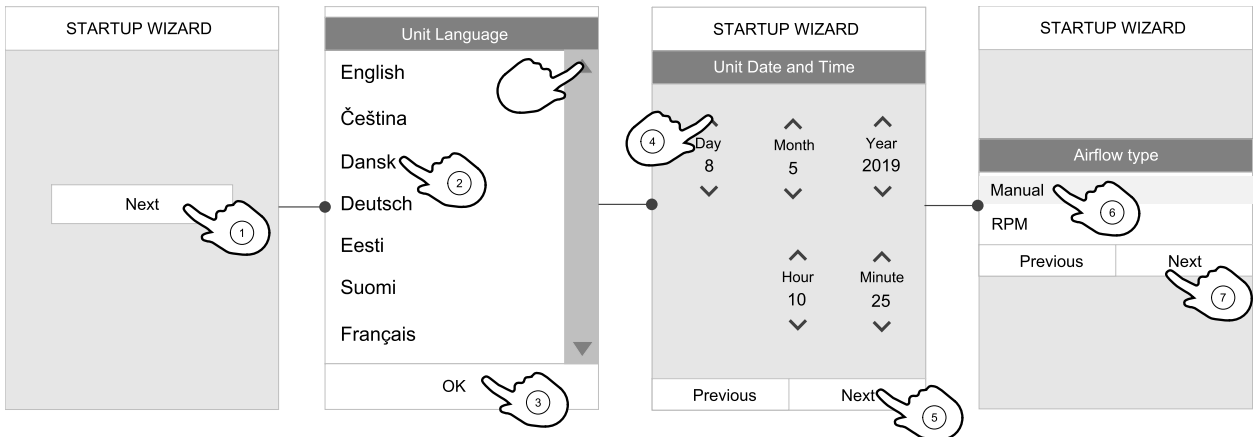 STARTUP WIZARD
Next
1
Unit Language
English
Čeština
Dansk
2
Deutsch
Eesti
Suomi
Français
OK
3
STARTUP WIZARD
Unit Date and Time
4
Day Month Year
8 5 2019
Hour Minute
10 25
Previous Next
5
STARTUP WIZARD
Airflow type
Manual
6
RPM
Previous Next
7